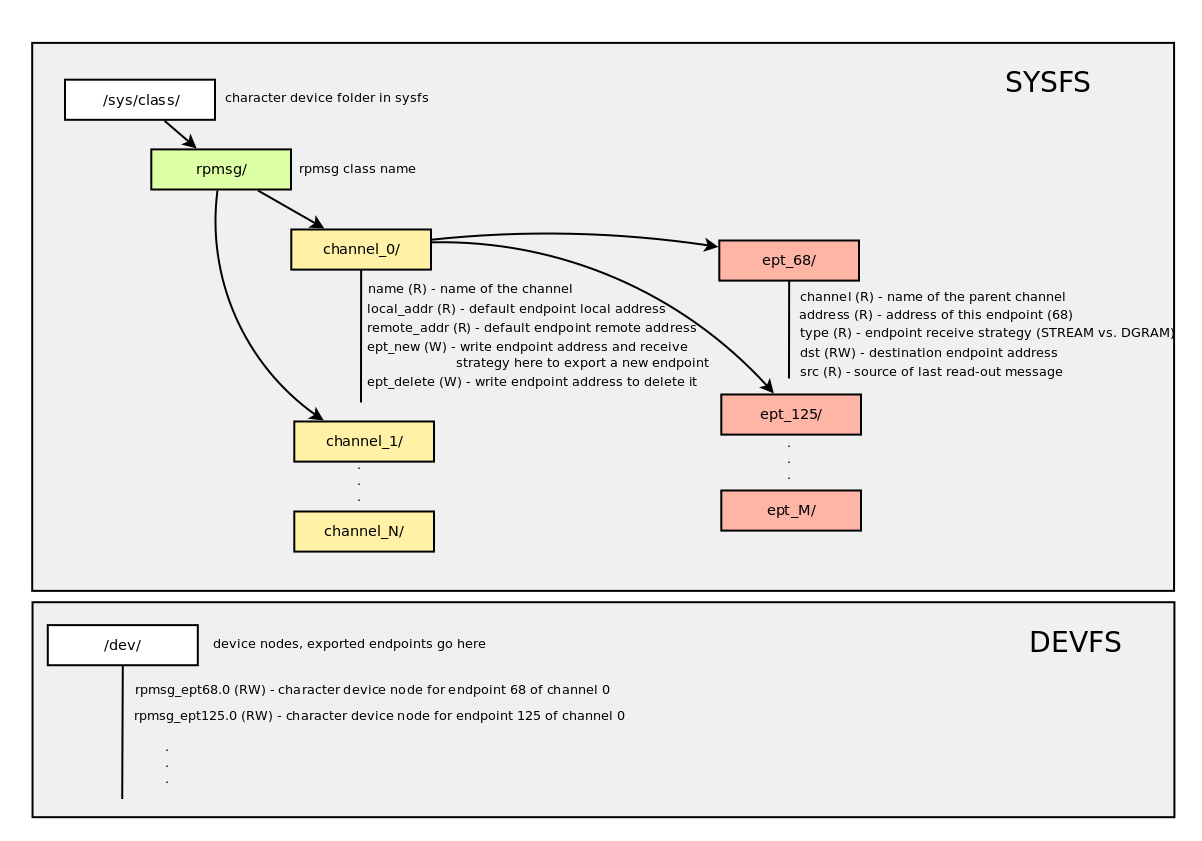 SYSFS
/sys/class/
character device folder in sysfs
rpmsg/
rpmsg class name
channel_0/
name (R) - name of the channel
local_addr (R) - default endpoint local address
remote_addr (R) - default endpoint remote address
ept_new (W) - write endpoint address and receive
strategy here to export a new endpoint
ept_delete (W) - write endpoint address to delete it
channel_1/
.
.
.
channel_N/
ept_68/
channel (R) - name of the parent channel
address (R) - address of this endpoint (68)
type (R) - endpoint receive strategy (STREAM vs. DGRAM)
dst (RW) - destination endpoint address
src (R) - source of last read-out message
ept_125/
.
.
.
ept_M/
DEVFS
/dev/
device nodes, exported endpoints go here
rpmsg_ept68.0 (RW) - character device node for endpoint 68 of channel 0
rpmsg_ept125.0 (RW) - character device node for endpoint 125 of channel 0
.
.
.